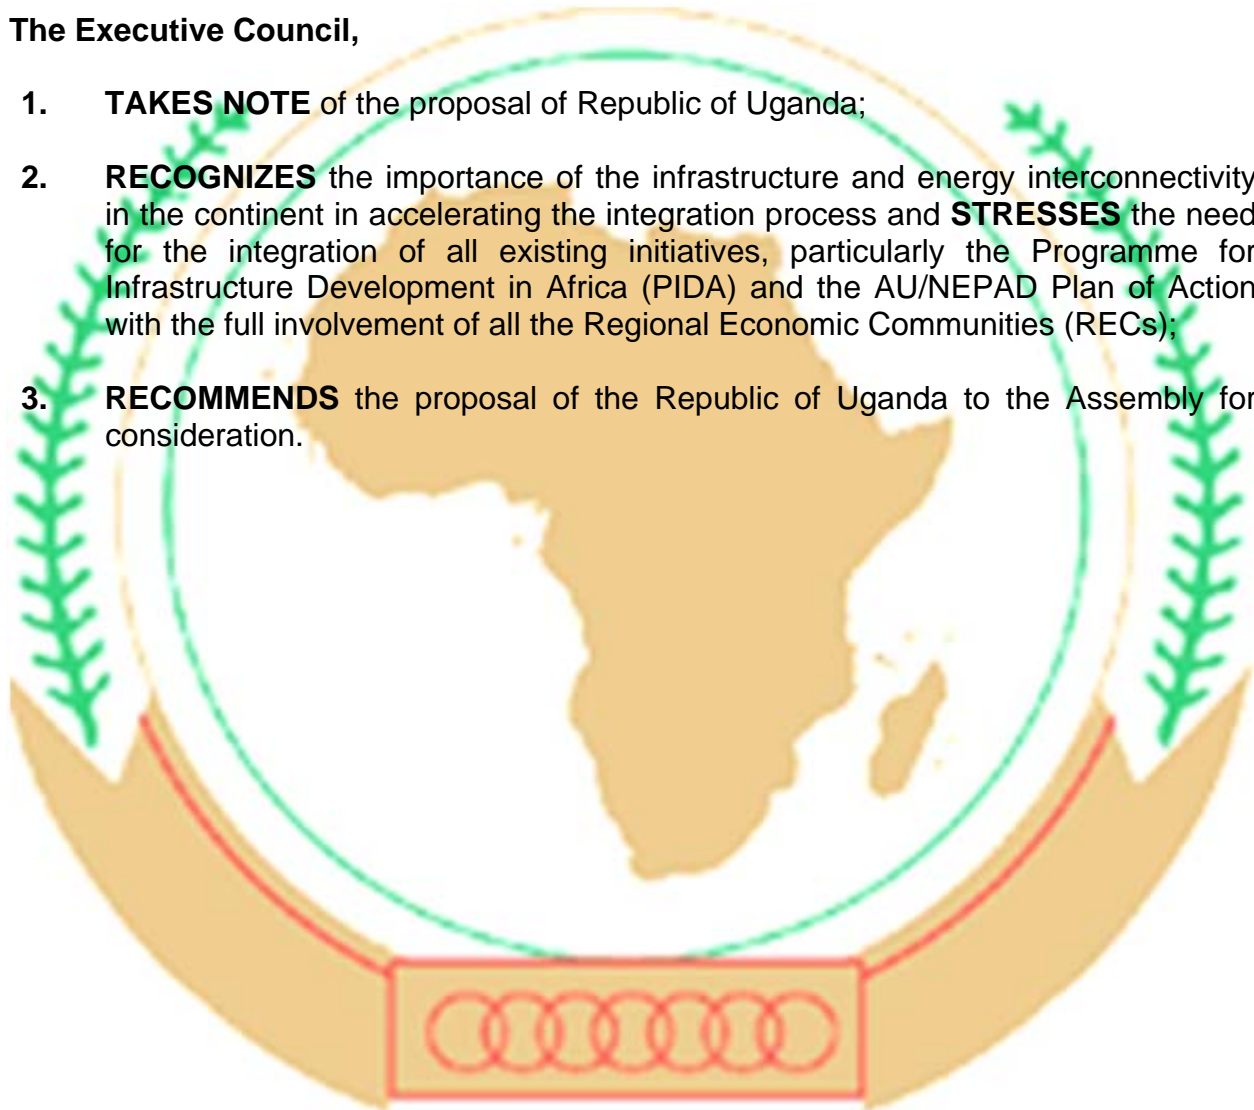 The Executive Council,
1. TAKES NOTE of the proposal of Republic of Uganda;
2. RECOGNIZES the importance of the infrastructure and energy interconnectivity
in the continent in accelerating the integration process and STRESSES the need
for the integration of all existing initiatives, particularly the Programme for
Infrastructure Development in Africa (PIDA) and the AU/NEPAD Plan of Action
with the full involvement of all the Regional Economic Communities (RECs);
3. RECOMMENDS the proposal of the Republic of Uganda to the Assembly for
consideration.